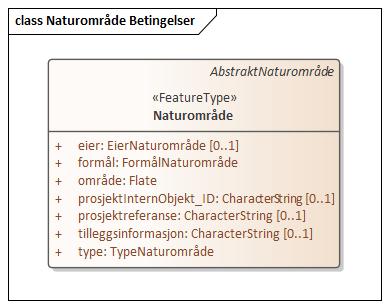 class Naturområde Betingelser
AbstraktNaturområde
«FeatureType»
Naturområde
+ eier: EierNaturområde [0..1]
+ formål: FormålNaturområde
+ område: Flate
+ prosjektInternObjekt_ID: CharacterString [0..1]
+ prosjektreferanse: CharacterString [0..1]
+ tilleggsinformasjon: CharacterString [0..1]
+ type: TypeNaturområde